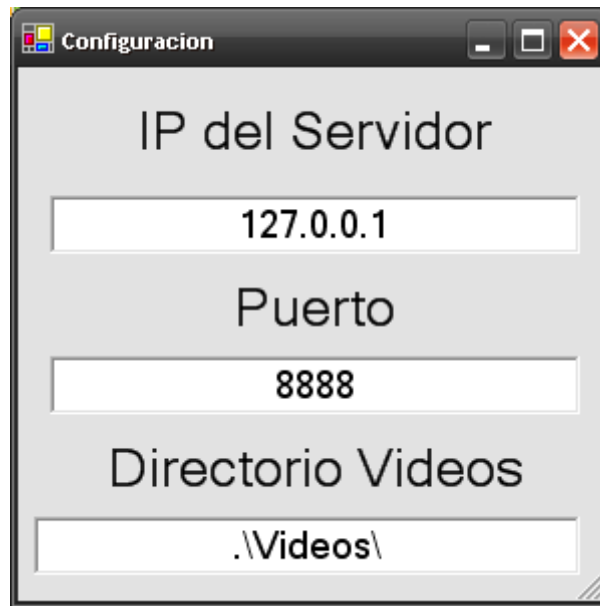 Configuracion
IP del Servidor
127.0.0.1
Puerto
8888
Directorio Videos
.\Videos\